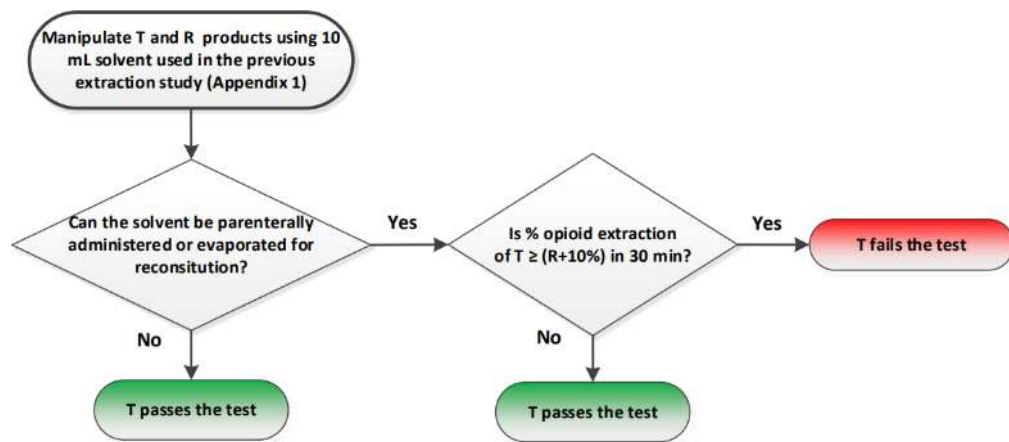 Manipulate T and R products using 10
mL solvent used in the previous
extraction study (Appendix 1)
Can the solvent be parenterally
administered or evaporated for
reconsitution?
Yes
Is % opioid extraction
of T ≥ (R+10%) in 30 min?
Yes
T fails the test
No
T passes the test
No
T passes the test